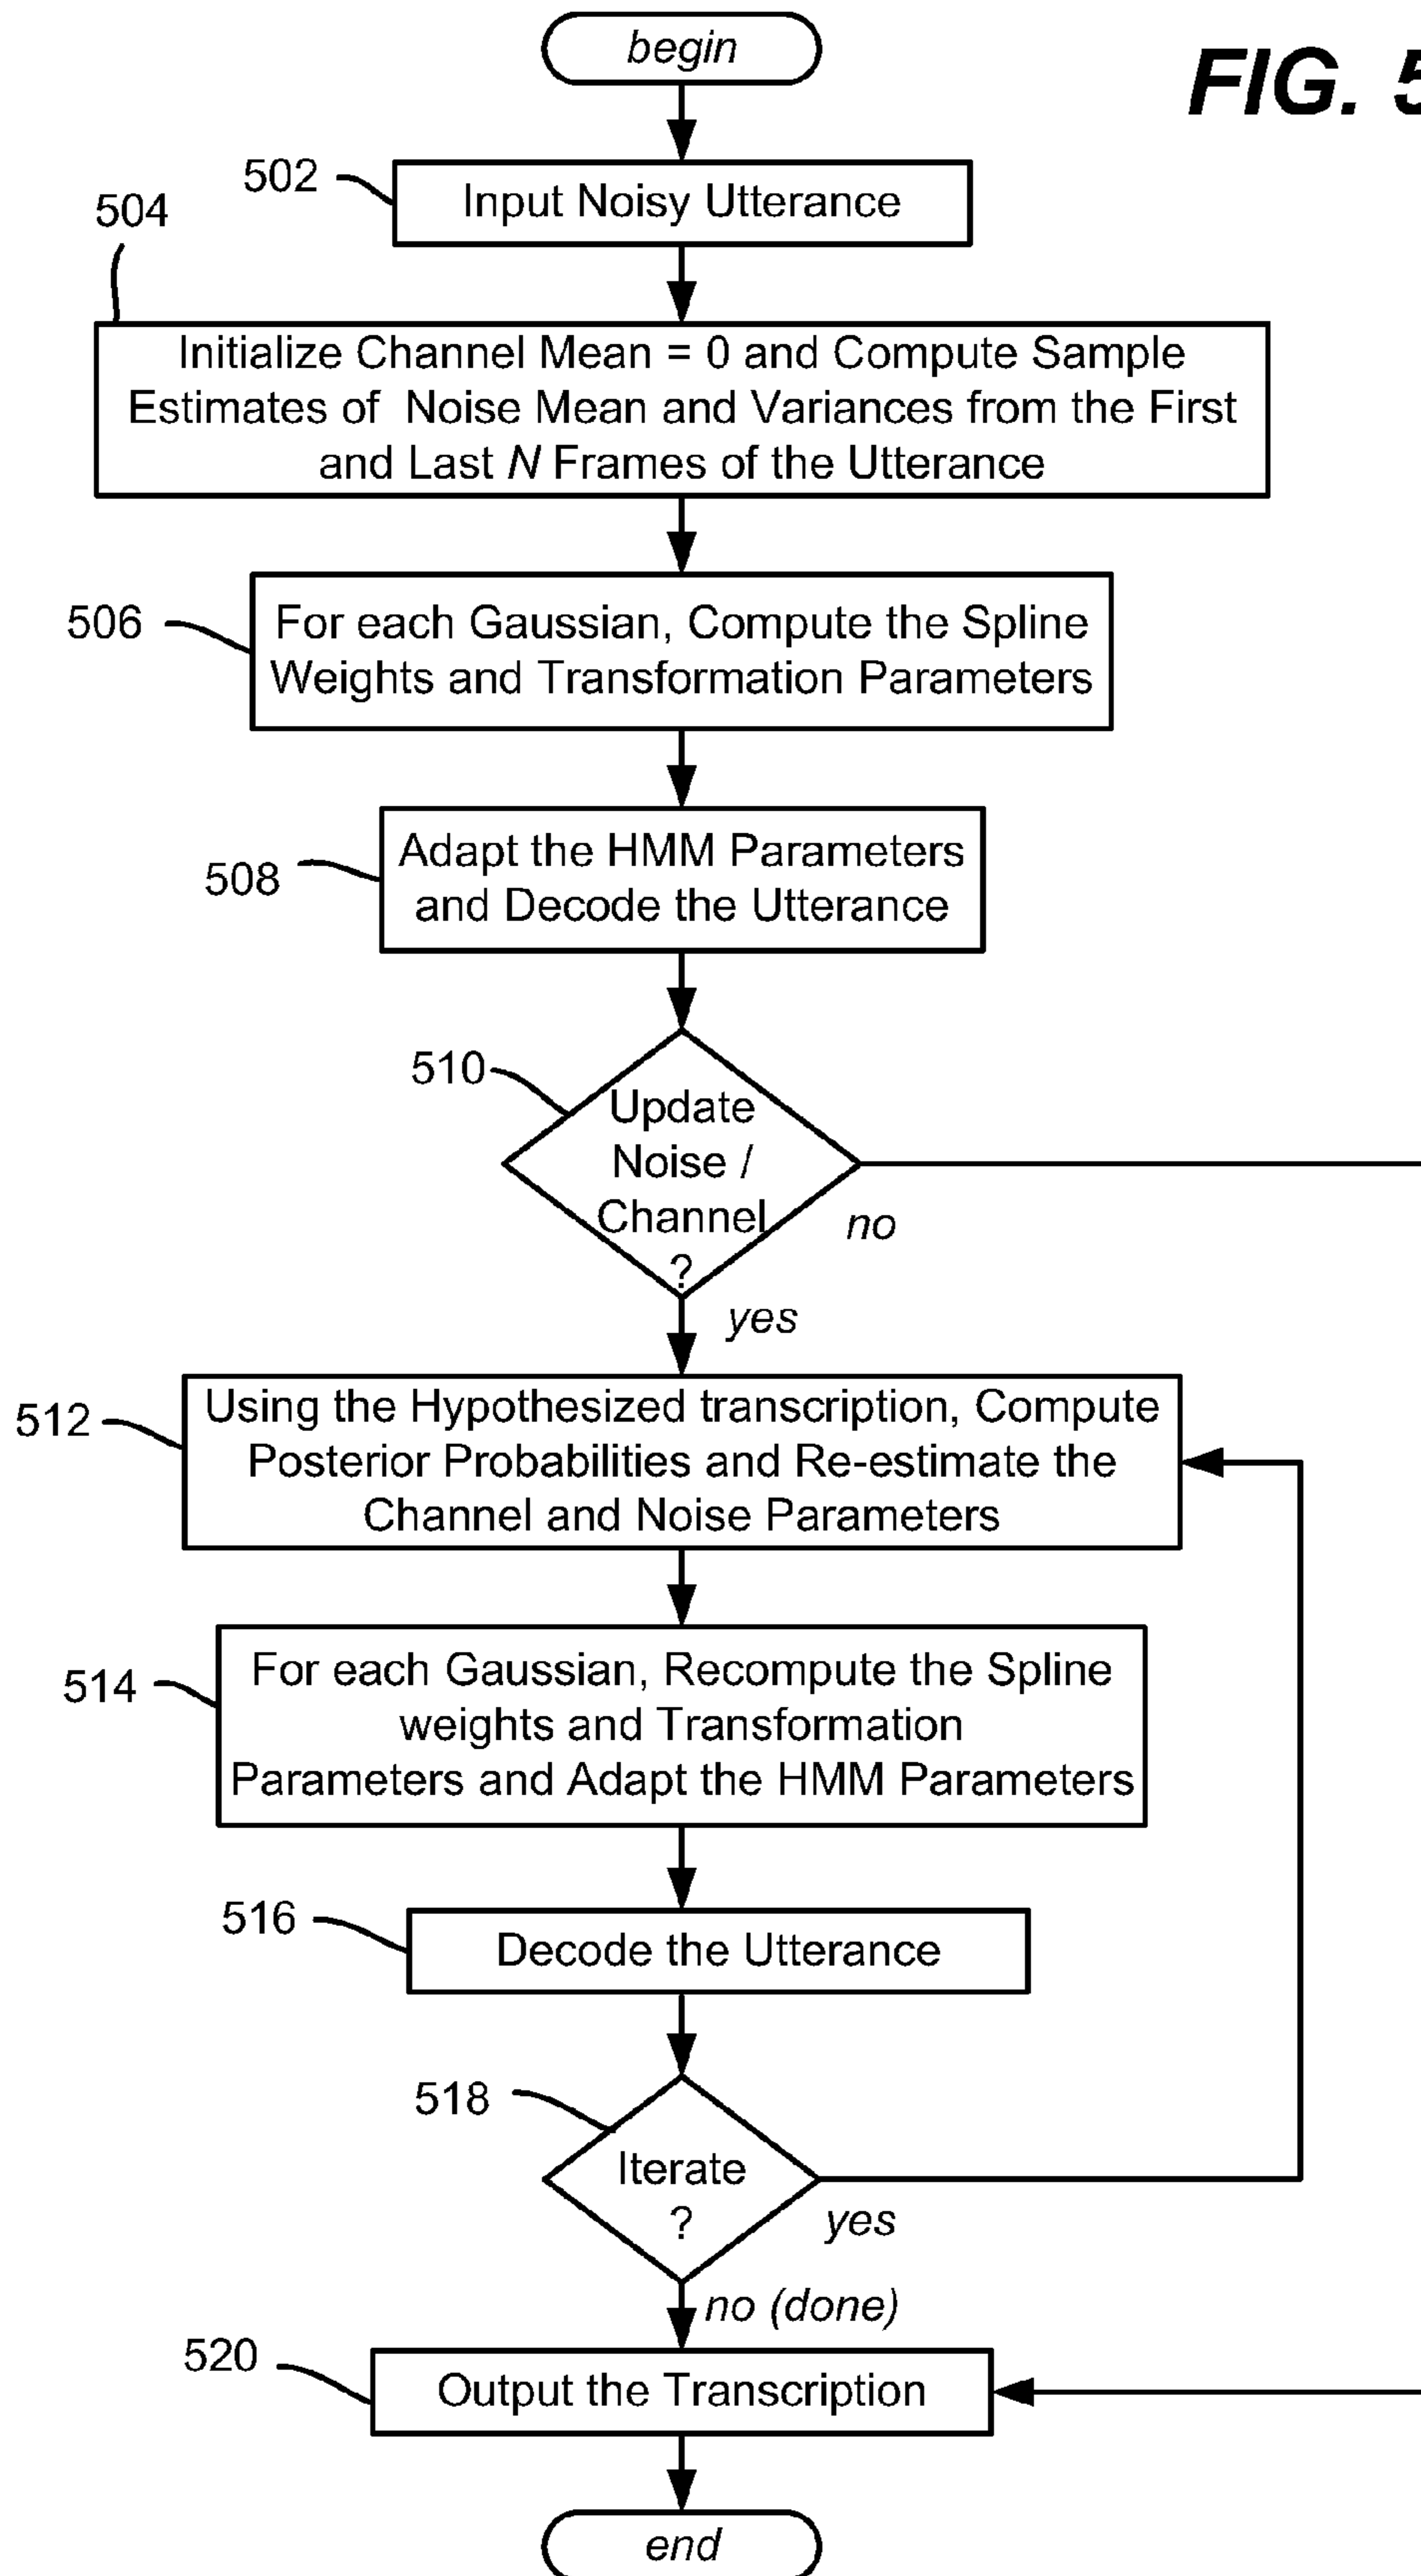 begin
FIG. 5
502
Input Noisy Utterance
504
Initialize Channel Mean = 0 and Compute Sample
Estimates of Noise Mean and Variances from the First
and Last N Frames of the Utterance
506
For each Gaussian, Compute the Spline
Weights and Transformation Parameters
508
Adapt the HMM Parameters
and Decode the Utterance
510
Update
Noise /
Channel
?
no
yes
512
Using the Hypothesized transcription, Compute
Posterior Probabilities and Re-estimate the
Channel and Noise Parameters
514
For each Gaussian, Recompute the Spline
weights and Transformation
Parameters and Adapt the HMM Parameters
516
Decode the Utterance
518
Iterate
?
yes
no (done)
520
Output the Transcription
end